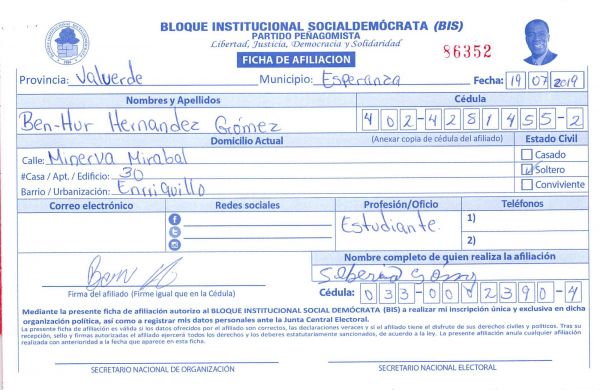 BLOQUE INSTITUCIONAL SOCIALDEMÓCRATA (BIS)
PARTIDO PEÑAGOMISTA
Libertad, Justicia, Democracia y Solidaridad
86352
FICHA DE AFILIACION
Provincia: Valverde Municipio: Esperanza Fecha: 19 07 2019
Nombres y Apellidos Cédula
Ben-Hur Hernandez Gómez 402-4281455-2
Domicilio Actual (Anexar copia de cédula del afiliado) Estado Civil
Calle: Minerva Mirabal Casado
#Casa / Apt. / Edificio: 30 Soltero
Barrio / Urbanización: Enriquillo Conviviente
Correo electrónico Redes sociales Profesión/Oficio Teléfonos
Estudiante 1)
2)
Nombre completo de quien realiza la afiliación
Firma del afiliado (Firme igual que en la Cédula) Cédula: 033-0002390-4
Mediante la presente ficha de afiliación autorizo al BLOQUE INSTITUCIONAL SOCIAL DEMÓCRATA (BIS) a realizar mi inscripción única y exclusiva en dicha
organización política, así como a registrar mis datos personales ante la Junta Central Electoral.
La presente ficha de afiliación es válida si los datos ofrecidos por el afiliado son correctos, las declaraciones veraces y si el afiliado tiene el disfrute de sus derechos civiles y políticos. Tras su
recepción, sello y firmas autorizadas el afiliado ejercerá todos los derechos y los deberes estatutariamente sancionados, de acuerdo a la ley. La presente afiliación anula cualquier afiliación
realizada con anterioridad a la fecha que aparece en esta ficha.
SECRETARIO NACIONAL DE ORGANIZACIÓN SECRETARIO NACIONAL ELECTORAL